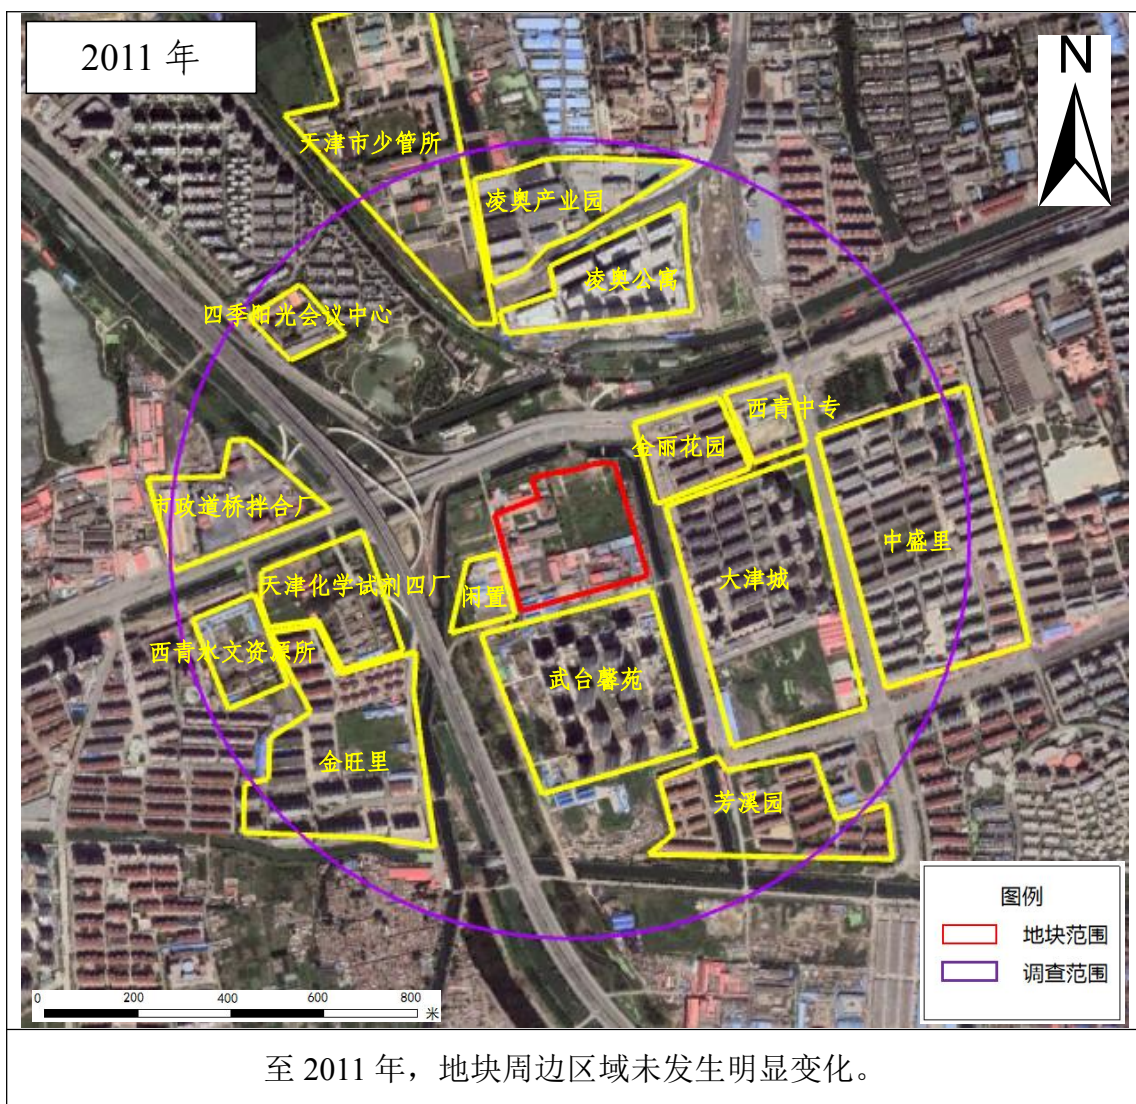 2011 年
N
天津市少管所
凌奥产业园
凌奥公寓
四季阳光会议中心
西青中专
金丽花园
市政道桥拌合厂
中盛里
天津化学试剂四厂
闲置
大津城
西青水文资源所
武台馨苑
金旺里
芳溪园
图例
地块范围
调查范围
0 200 400 600 800
米
至 2011 年，地块周边区域未发生明显变化。